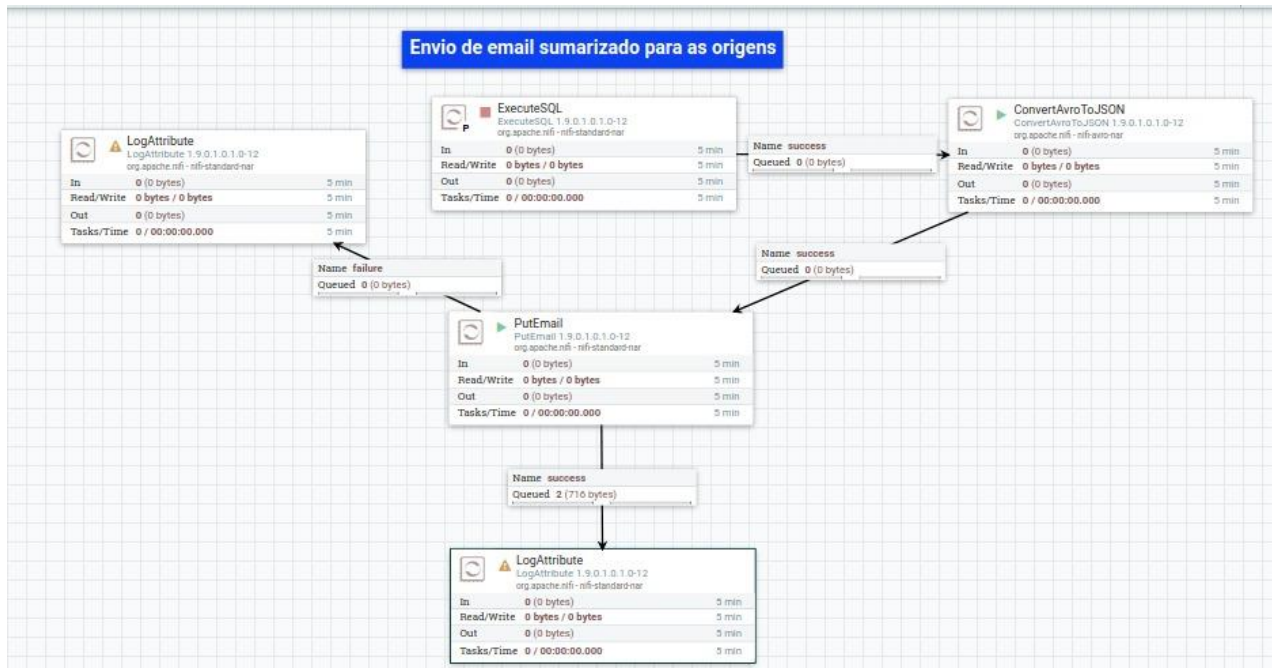 Envio de email sumarizado para as origens
ExecuteSQL
ExecuteSQL 1.9.0.1.0.1.0-12
org.apache.nifi - nifi-standard-nar
P
In 0 (0 bytes) 5 min
Read/Write 0 bytes / 0 bytes 5 min
Out 0 (0 bytes) 5 min
Tasks/Time 0 / 00:00:00.000 5 min
Name success
Queued 0 (0 bytes)
ConvertAvroToJSON
ConvertAvroToJSON 1.9.0.1.0.1.0-12
org.apache.nifi - nifi-avro-nar
In 0 (0 bytes) 5 min
Read/Write 0 bytes / 0 bytes 5 min
Out 0 (0 bytes) 5 min
Tasks/Time 0 / 00:00:00.000 5 min
LogAttribute
LogAttribute 1.9.0.1.0.1.0-12
org.apache.nifi - nifi-standard-nar
In 0 (0 bytes) 5 min
Read/Write 0 bytes / 0 bytes 5 min
Out 0 (0 bytes) 5 min
Tasks/Time 0 / 00:00:00.000 5 min
Name success
Queued 0 (0 bytes)
Name failure
Queued 0 (0 bytes)
PutEmail
PutEmail 1.9.0.1.0.1.0-12
org.apache.nifi - nifi-standard-nar
In 0 (0 bytes) 5 min
Read/Write 0 bytes / 0 bytes 5 min
Out 0 (0 bytes) 5 min
Tasks/Time 0 / 00:00:00.000 5 min
Name success
Queued 2 (716 bytes)
LogAttribute
LogAttribute 1.9.0.1.0.1.0-12
org.apache.nifi - nifi-standard-nar
In 0 (0 bytes) 5 min
Read/Write 0 bytes / 0 bytes 5 min
Out 0 (0 bytes) 5 min
Tasks/Time 0 / 00:00:00.000 5 min